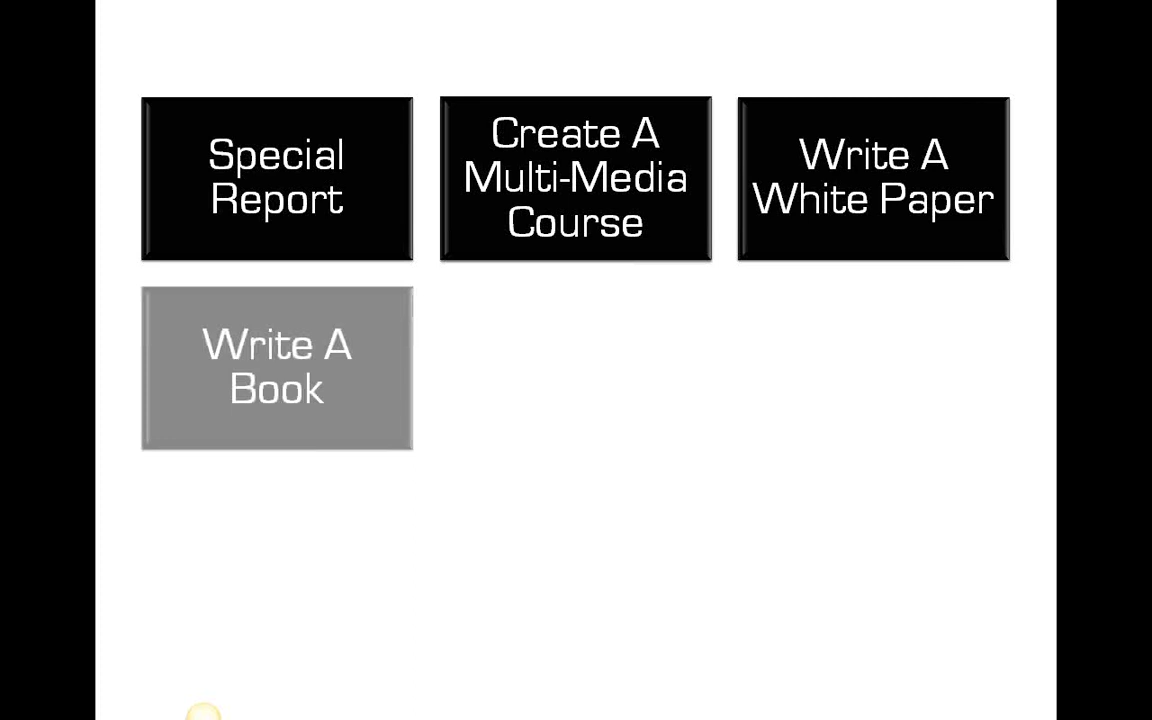 Special
Report
Create A
Multi-Media
Course
Write A
White Paper
Write A
Book